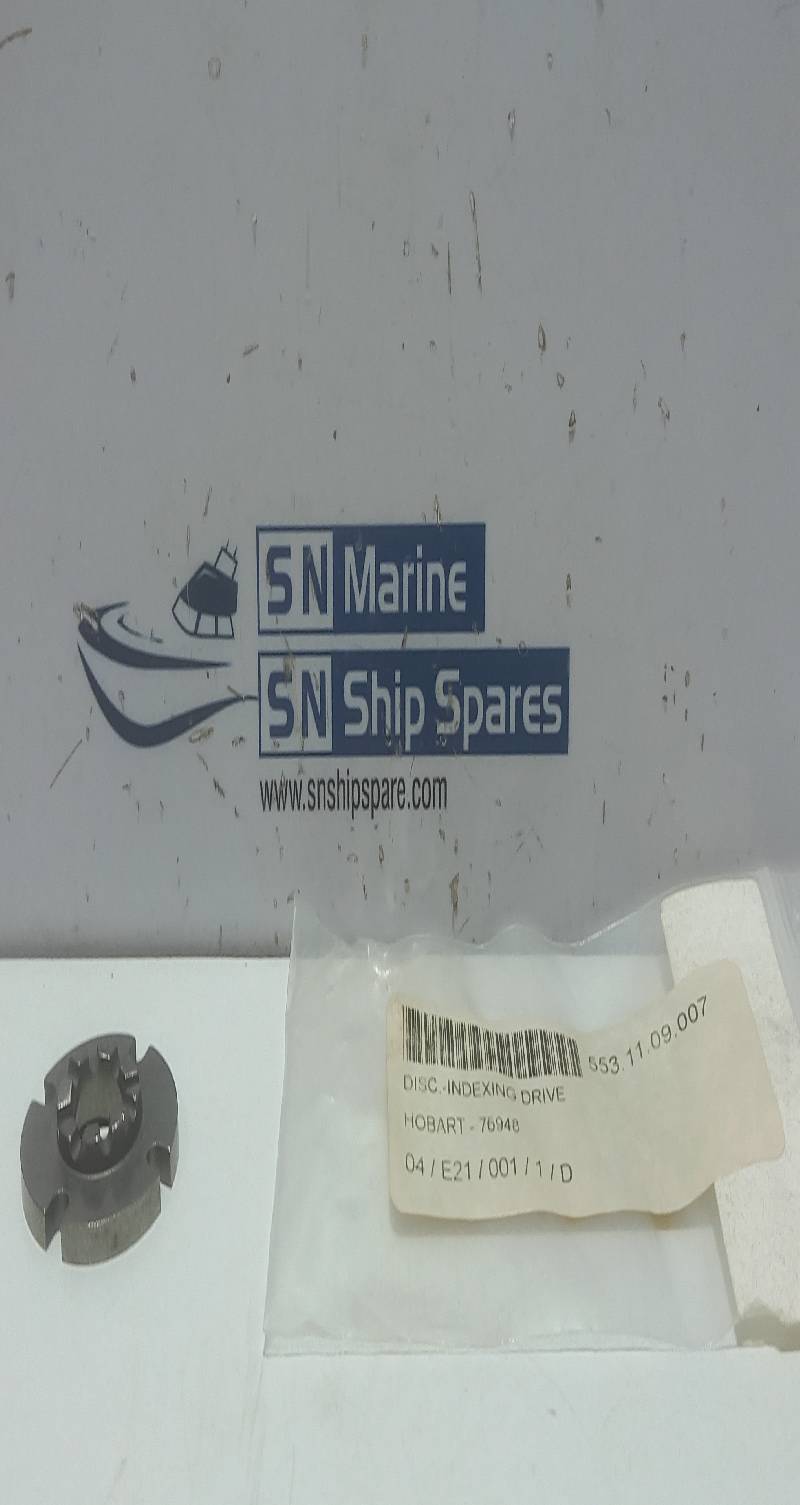 SN Marine
SN Ship Spares
www.snshipspare.com
553.11.09.007
DISC.-INDEXING DRIVE
HOBART - 76948
04 / E21 / 001 / 1 / D